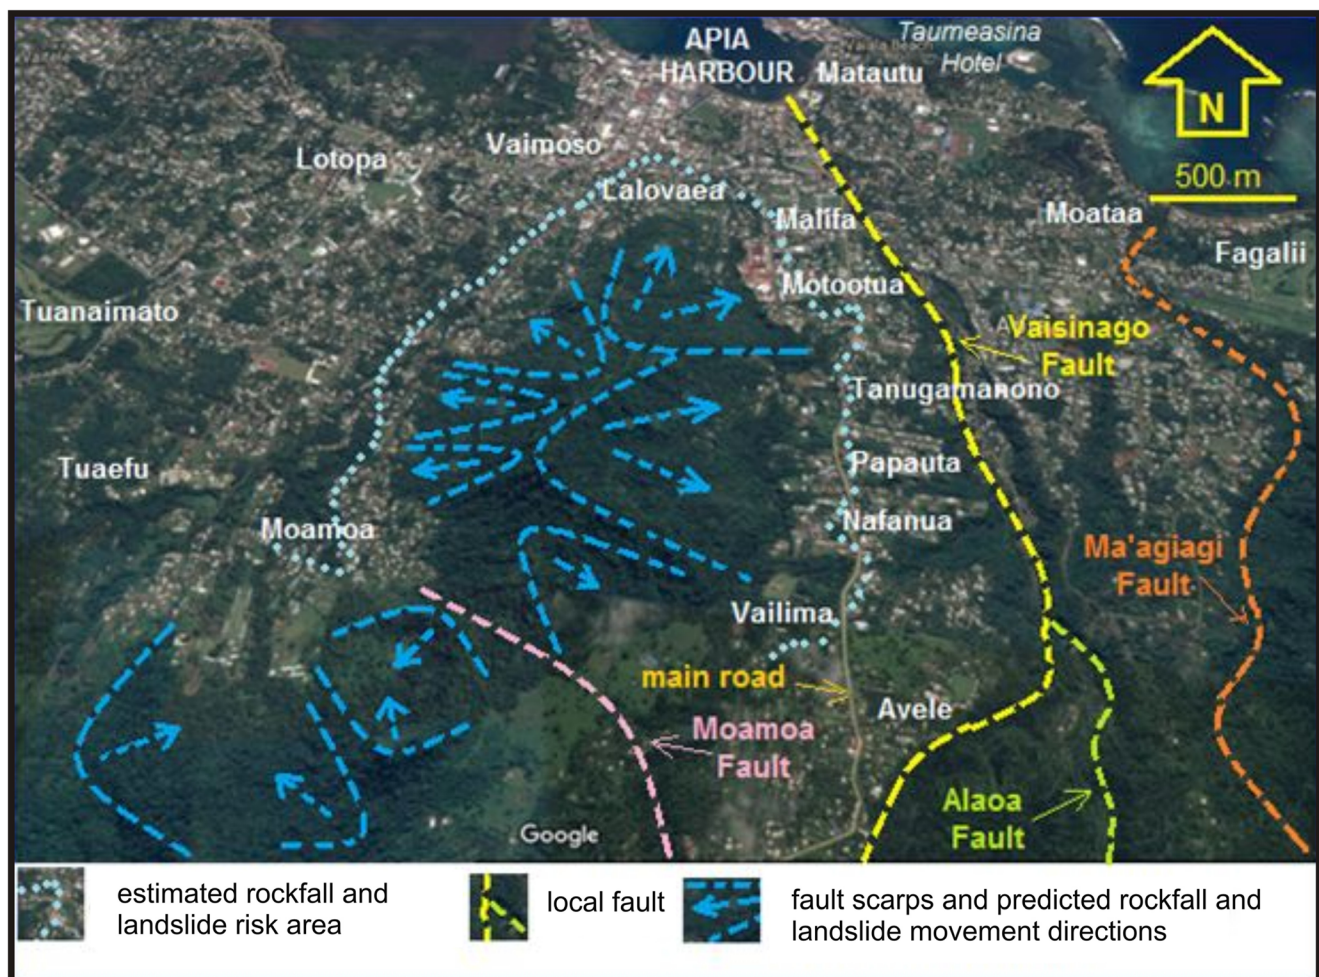 APIA
HARBOUR
Matautu
Taumeasina
Hotel
N
500 m
Vaimoso
Lotopa
Lalovaea
Malifa
Moataa
Fagalii
Motootua
Tuanaimato
Vaisinago
Fault
Tanugamanono
Tuaefu
Papauta
Moamoa
Nafanua
Ma'agiagi
Fault
Vailima
main road
Avele
Moamoa
Fault
Alaoa
Fault
Google
estimated rockfall and
landslide risk area
local fault
fault scarps and predicted rockfall and
landslide movement directions